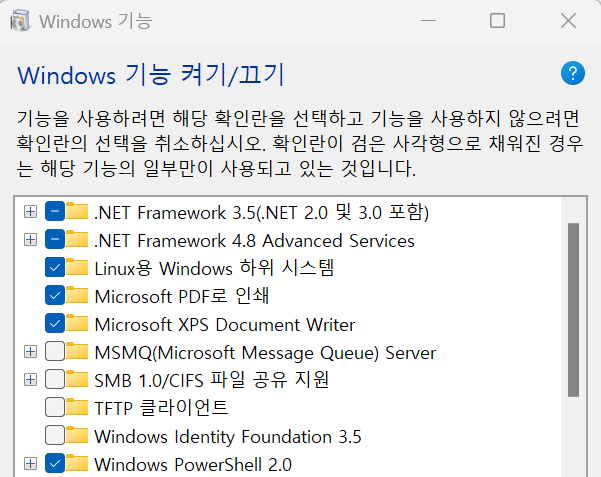 Windows 기능
Windows 기능 켜기/끄기
?
기능을 사용하려면 해당 확인란을 선택하고 기능을 사용하지 않으려면
확인란의 선택을 취소하십시오. 확인란이 검은 사각형으로 채워진 경우
는 해당 기능의 일부만이 사용되고 있는 것입니다.
.NET Framework 3.5(.NET 2.0 및 3.0 포함)
.NET Framework 4.8 Advanced Services
Linux용 Windows 하위 시스템
Microsoft PDF로 인쇄
Microsoft XPS Document Writer
MSMQ(Microsoft Message Queue) Server
SMB 1.0/CIFS 파일 공유 지원
TFTP 클라이언트
Windows Identity Foundation 3.5
Windows PowerShell 2.0